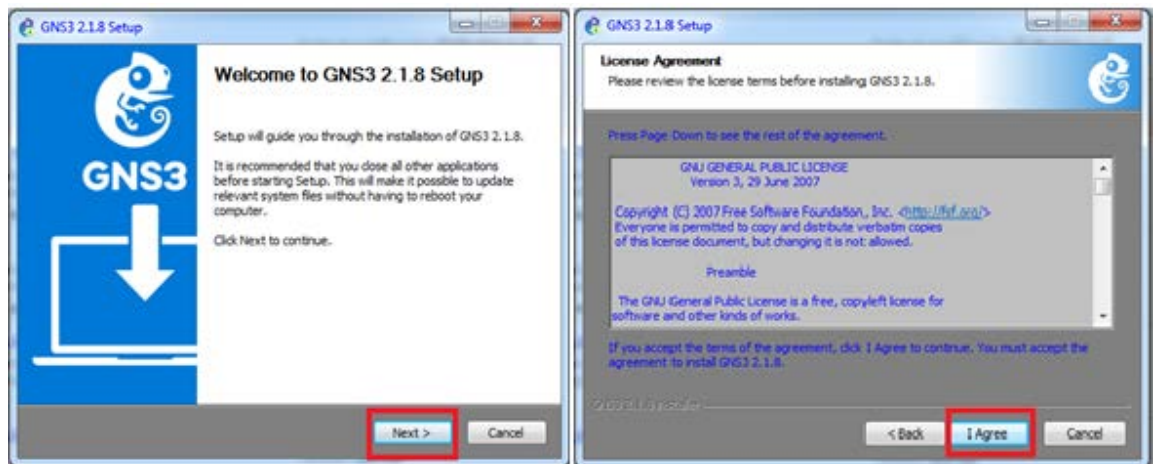 GNS3 2.1.8 Setup
Welcome to GNS3 2.1.8 Setup
Setup will guide you through the installation of GNS3 2.1.8.
It is recommended that you close all other applications
before starting Setup. This will make it possible to update
relevant system files without having to reboot your
computer.
Click Next to continue.
GNS3
Next >
Cancel
GNS3 2.1.8 Setup
License Agreement
Please review the license terms before installing GNS3 2.1.8.
Press Page Down to see the rest of the agreement.
GNU GENERAL PUBLIC LICENSE
Version 3, 29 June 2007
Copyright (C) 2007 Free Software Foundation, Inc. <http://fsf.org/>
Everyone is permitted to copy and distribute verbatim copies
of this license document, but changing it is not allowed.
Preamble
The GNU General Public License is a free, copyleft license for
software and other kinds of works.
If you accept the terms of the agreement, click I Agree to continue. You must accept the
agreement to install GNS3 2.1.8.
GNS3 2.1.8 installer
< Back
I Agree
Cancel